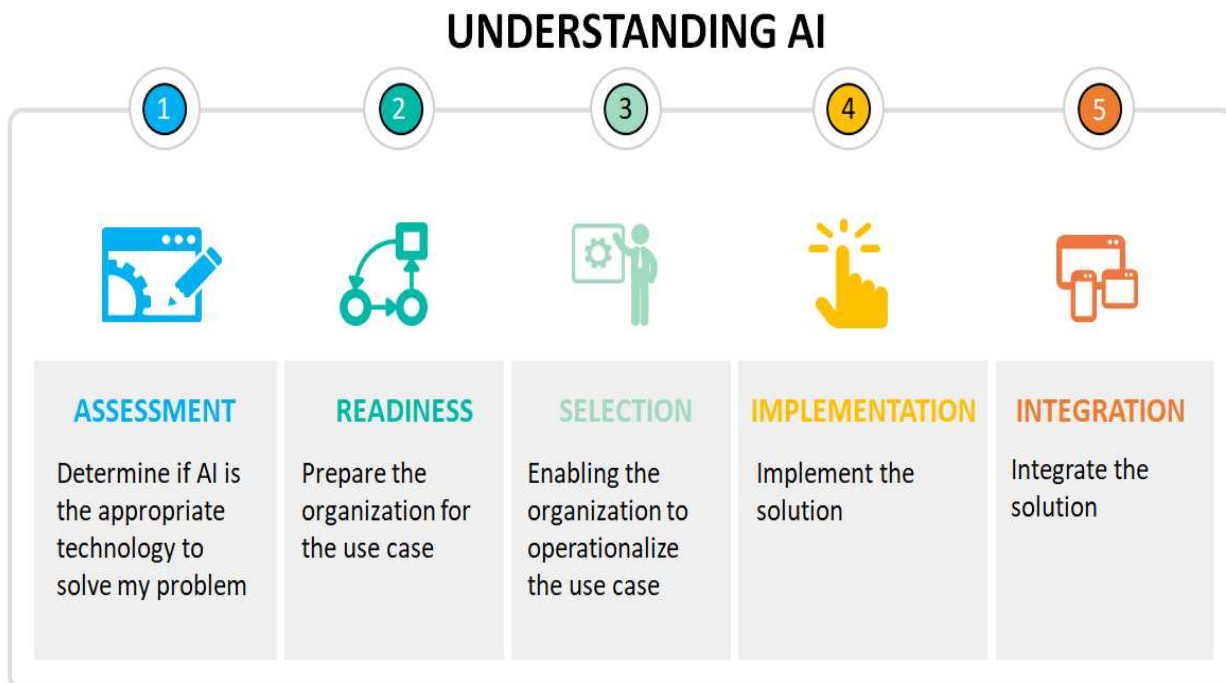 UNDERSTANDING AI
1
2
3
4
5
ASSESSMENT
Determine if AI is
the appropriate
technology to
solve my problem
READINESS
Prepare the
organization for
the use case
SELECTION
Enabling the
organization to
operationalize
the use case
IMPLEMENTATION
Implement the
solution
INTEGRATION
Integrate the
solution